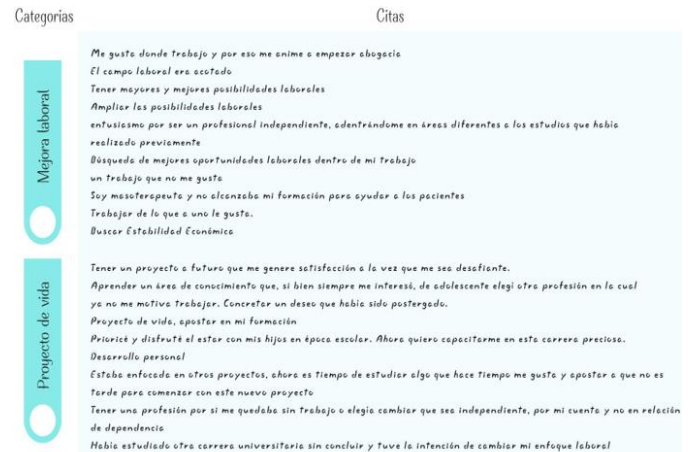 Categorias
Citas
Mejora laboral
Me gusta donde trabajo y por eso me anime a empezar abogacía
El campo laboral era acotado
Tener mayores y mejores posibilidades laborales
Ampliar las posibilidades laborales
entusiasmo por ser un profesional independiente, adentrándome en áreas diferentes a los estudios que había
realizado previamente
Búsqueda de mejores oportunidades laborales dentro de mi trabajo
un trabajo que no me gusta
Soy masoterapeuta y no alcanzaba mi formación para ayudar a los pacientes
Trabajar de lo que a uno le gusta.
Buscar Estabilidad Económica
Proyecto de vida
Tener un proyecto a futuro que me genere satisfacción a la vez que me sea desafiante.
Aprender un área de conocimiento que, si bien siempre me interesó, de adolescente elegí otra profesión en la cual
ya no me motiva trabajar. Concretar un deseo que había sido postergado.
Proyecto de vida, apostar en mi formación
Prioricé y disfruté el estar con mis hijos en época escolar. Ahora quiero capacitarme en esta carrera preciosa.
Desarrollo personal
Estaba enfocada en otros proyectos, ahora es tiempo de estudiar algo que hace tiempo me gusta y apostar a que no es
tarde para comenzar con este nuevo proyecto
Tener una profesión por si me quedaba sin trabajo o elegía cambiar que sea independiente, por mi cuenta y no en relación
de dependencia
Había estudiado otra carrera universitaria sin concluir y tuve la intención de cambiar mi enfoque laboral